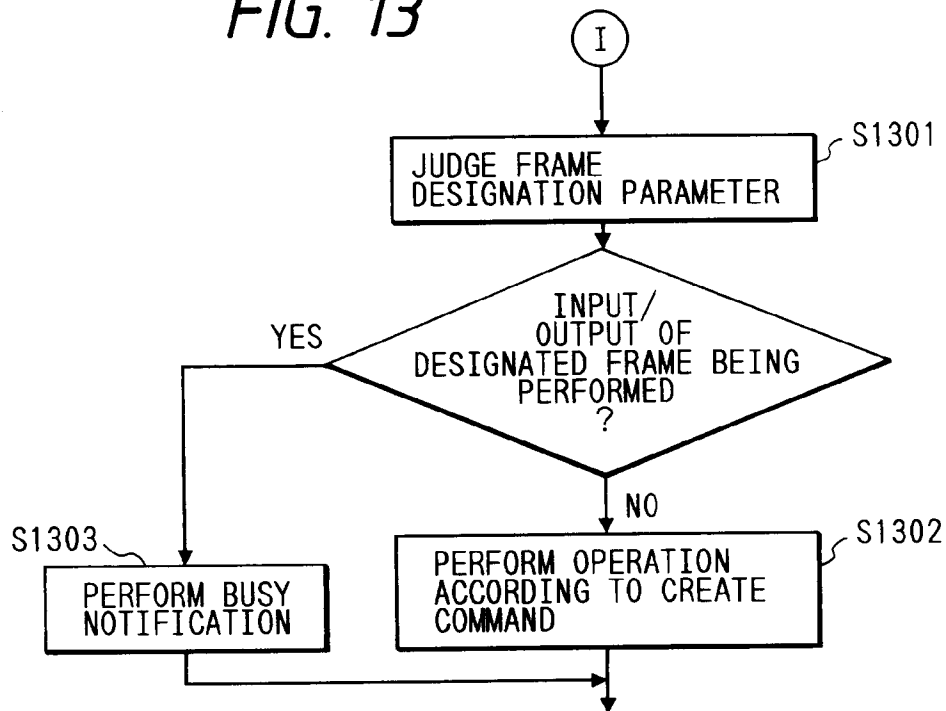 FIG. 13
I
S1301
JUDGE FRAME
DESIGNATION PARAMETER
INPUT/
OUTPUT OF
DESIGNATED FRAME BEING
PERFORMED
?
YES
NO
S1303
PERFORM BUSY
NOTIFICATION
S1302
PERFORM OPERATION
ACCORDING TO CREATE
COMMAND